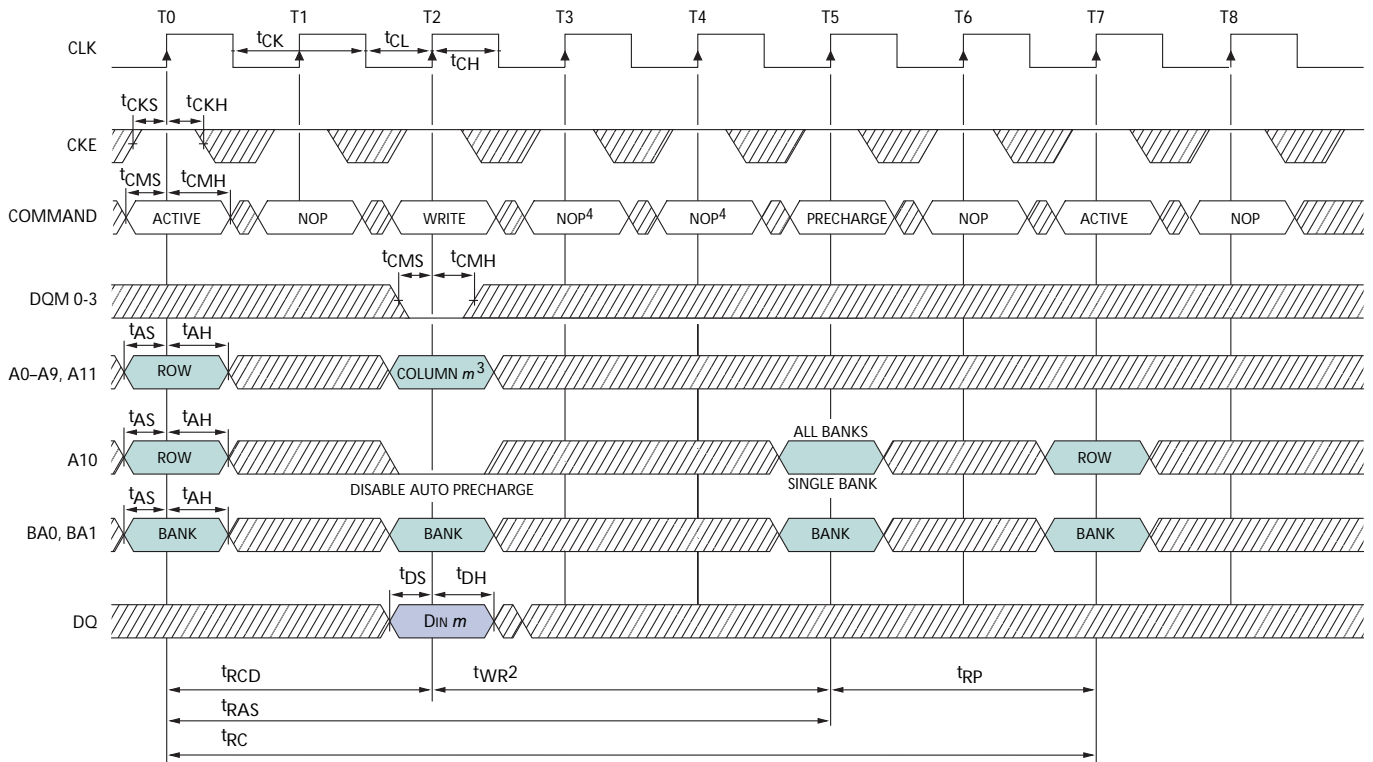 T0 T1 T2 T3 T4 T5 T6 T7 T8
CLK
tCK tCL
tCH
tCKS tCKH
CKE
tCMS tCMH
COMMAND ACTIVE NOP WRITE NOP4 NOP4 PRECHARGE NOP ACTIVE NOP
tCMS tCMH
DQM 0-3
tAS tAH
A0–A9, A11 ROW COLUMN m3
tAS tAH
ALL BANKS
A10 ROW ROW
DISABLE AUTO PRECHARGE SINGLE BANK
tAS tAH
BA0, BA1 BANK BANK BANK BANK
tDS tDH
DQ DIN m
tRCD tWR2 tRP
tRAS
tRC